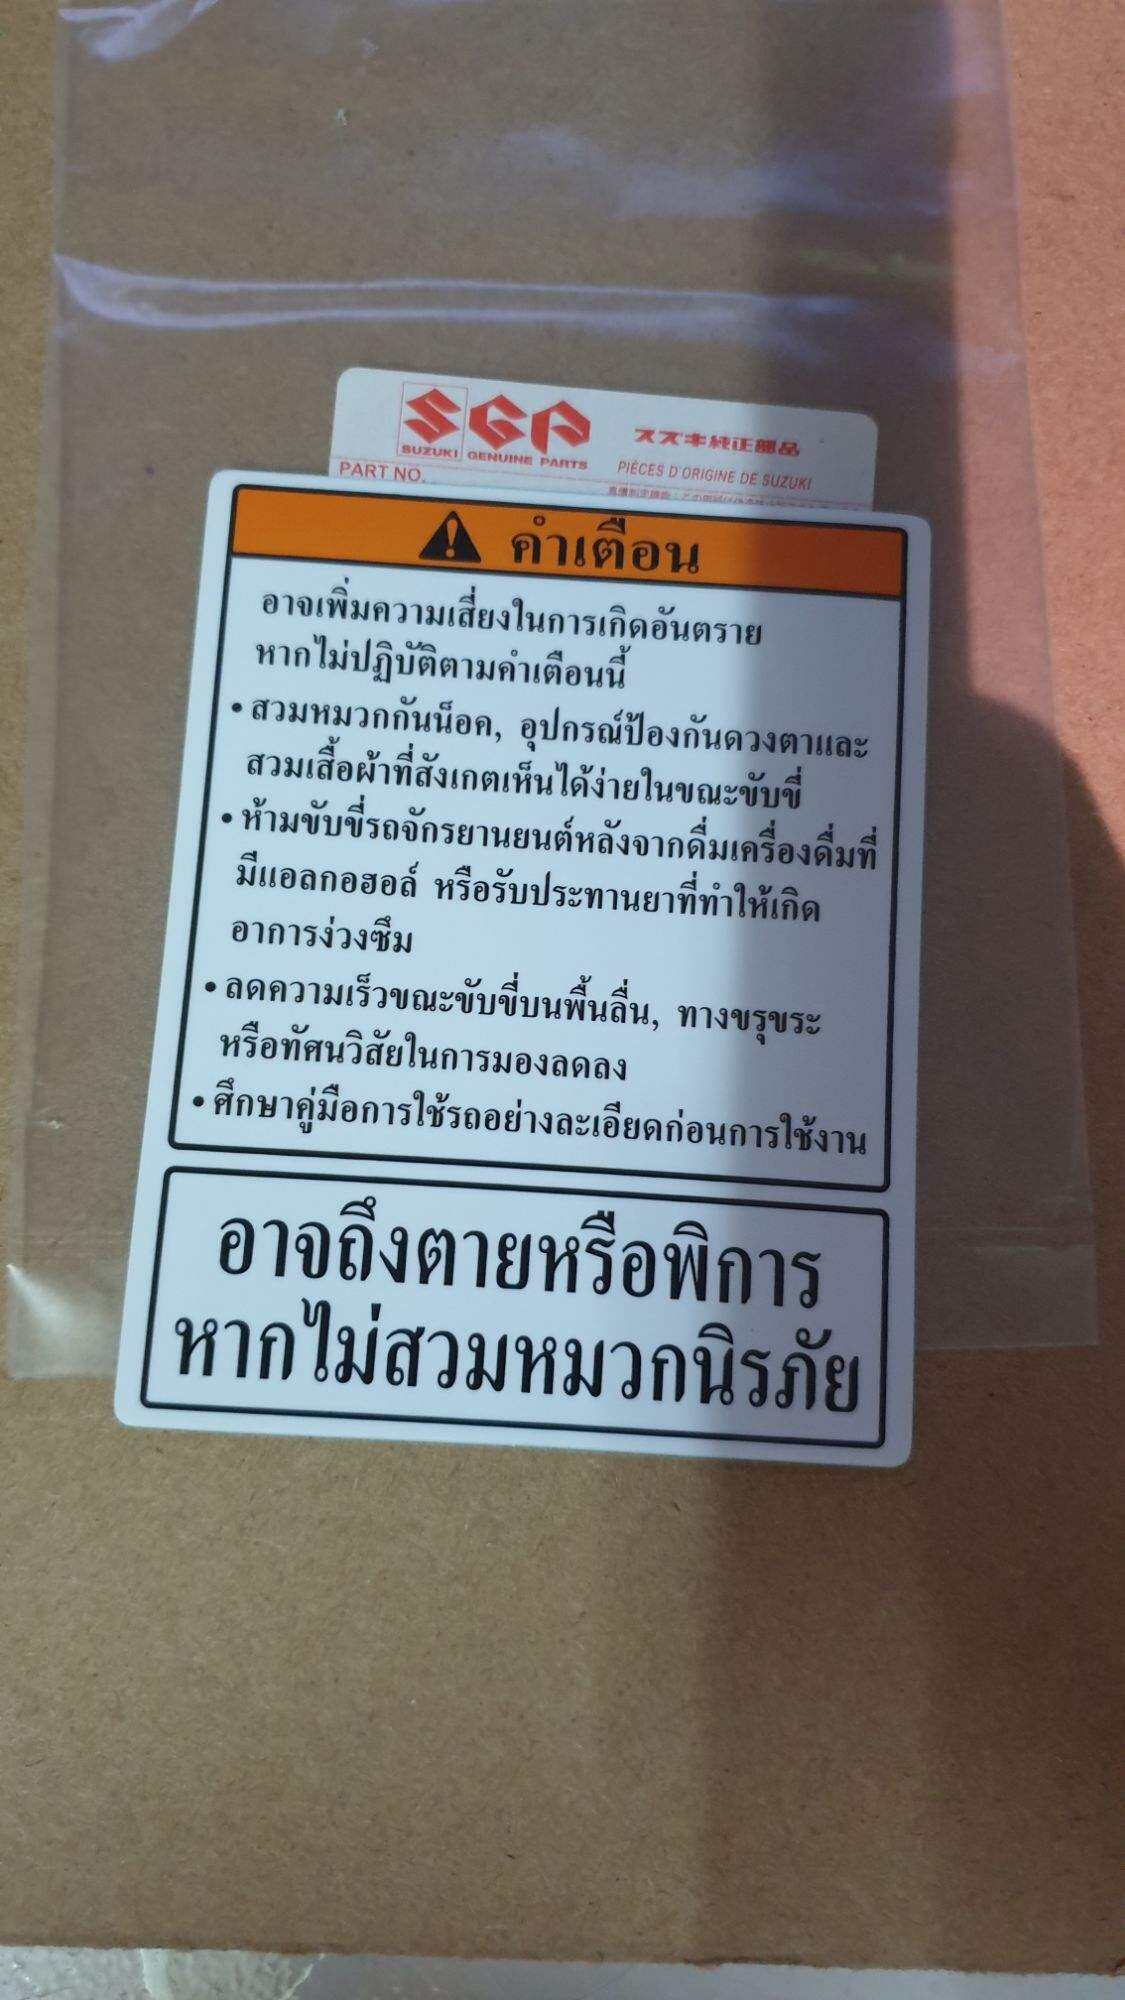 SGP
SUZUKI GENUINE PARTS
スズキ純正部品
PIÈCES D'ORIGINE DE SUZUKI
PART NO.
คำเตือน
อาจเพิ่มความเสี่ยงในการเกิดอันตราย
หากไม่ปฏิบัติตามคำเตือนนี้
• สวมหมวกกันน็อค, อุปกรณ์ป้องกันดวงตาและ
สวมเสื้อผ้าที่สังเกตเห็นได้ง่ายในขณะขับขี่
• ห้ามขับขี่รถจักรยานยนต์หลังจากดื่มเครื่องดื่มที่
มีแอลกอฮอล์ หรือรับประทานยาที่ทำให้เกิด
อาการง่วงซึม
• ลดความเร็วขณะขับขี่บนพื้นลื่น, ทางขรุขระ
หรือทัศนวิสัยในการมองลดลง
• ศึกษาคู่มือการใช้รถอย่างละเอียดก่อนการใช้งาน
อาจถึงตายหรือพิการ
หากไม่สวมหมวกนิรภัย